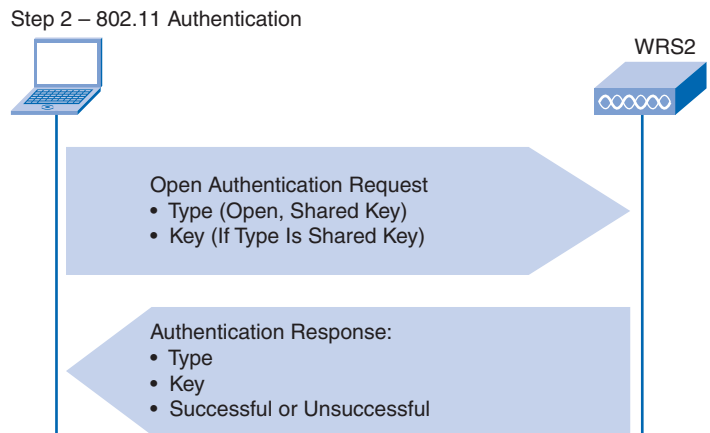 Step 2 – 802.11 Authentication
WRS2
Open Authentication Request
• Type (Open, Shared Key)
• Key (If Type Is Shared Key)
Authentication Response:
• Type
• Key
• Successful or Unsuccessful